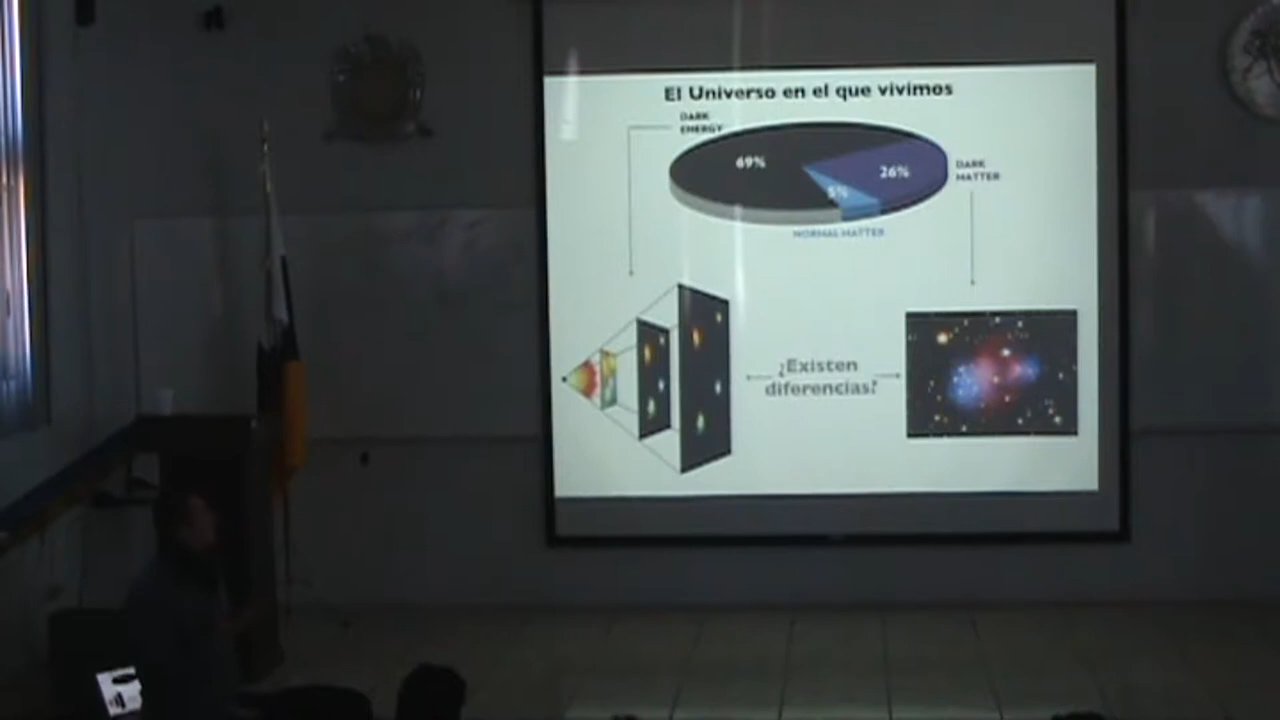 El Universo en el que vivimos
DARK
ENERGY
69%
26%
5%
DARK
MATTER
NORMAL MATTER
¿Existen
diferencias?